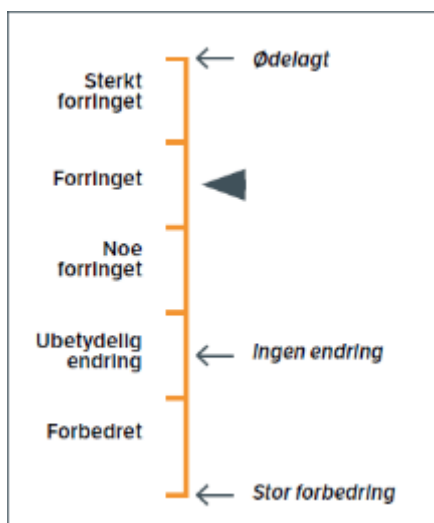 Ødelagt
Sterkt
forringet
Forringet
Noe
forringet
Ubetydelig
endring
Ingen endring
Forbedret
Stor forbedring